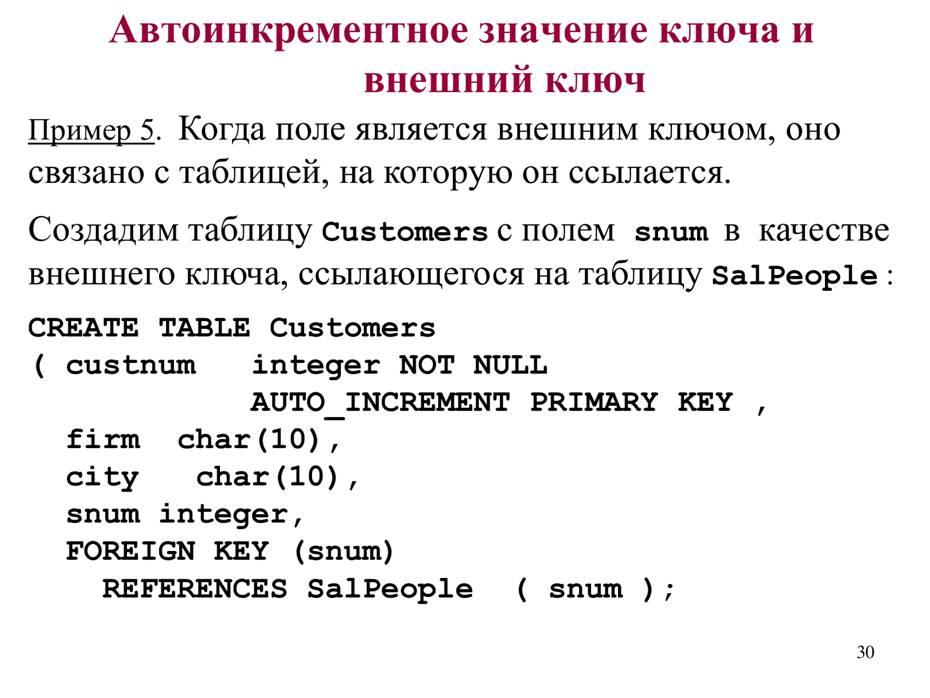 Автоинкрементное значение ключа и
внешний ключ
Пример 5. Когда поле является внешним ключом, оно
связано с таблицей, на которую он ссылается.
Создадим таблицу Customers с полем snum в качестве
внешнего ключа, ссылающегося на таблицу SalPeople :
CREATE TABLE Customers
( custnum integer NOT NULL
AUTO_INCREMENT PRIMARY KEY ,
firm char(10),
city char(10),
snum integer,
FOREIGN KEY (snum)
REFERENCES SalPeople ( snum );
30